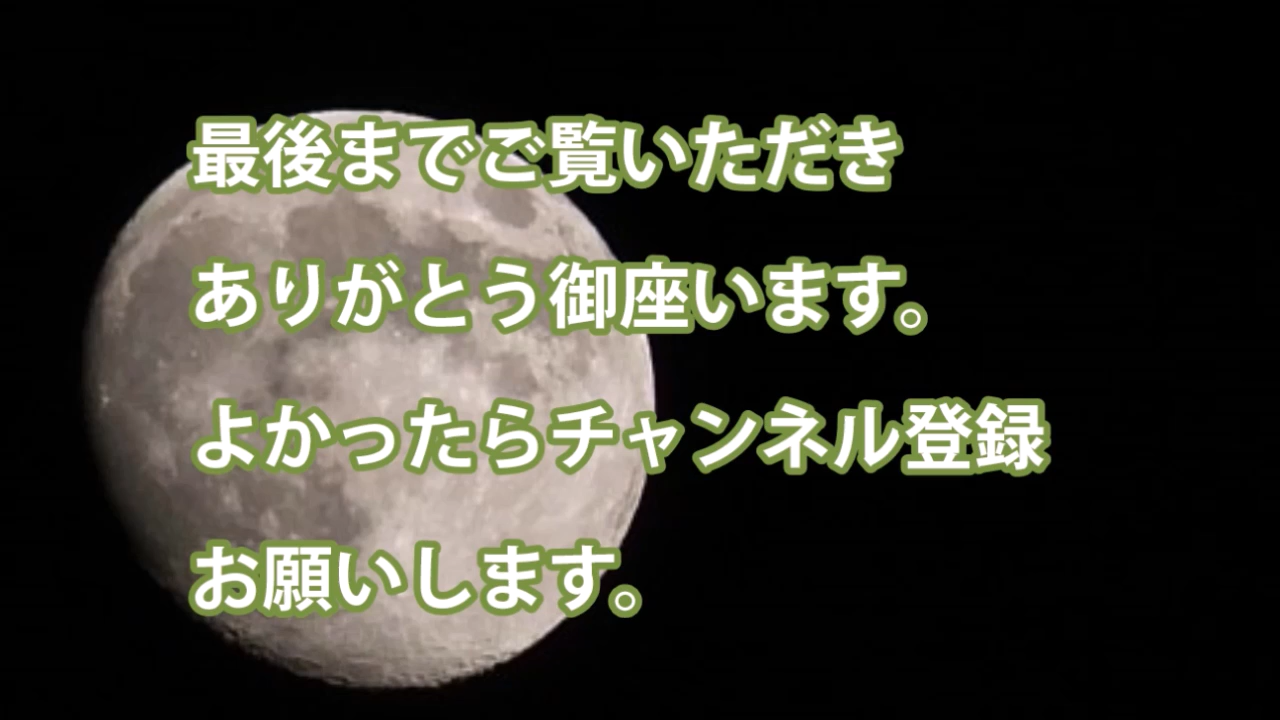 最後までご覧いただき
ありがとう御座います。
よかったらチャンネル登録
お願いします。